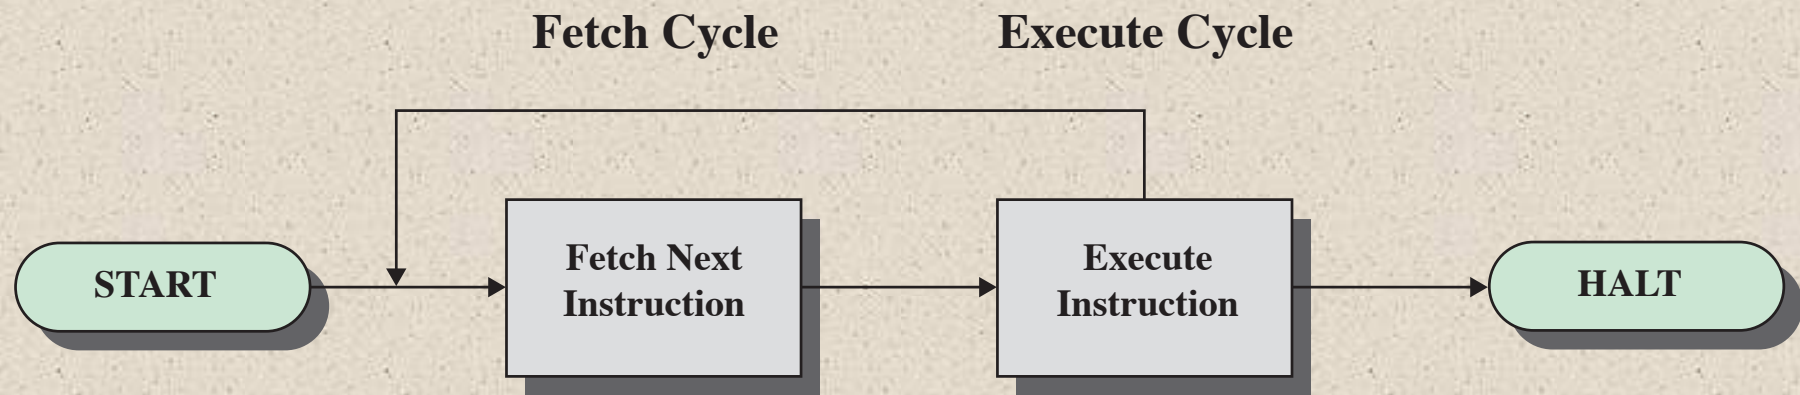 Fetch Cycle
Execute Cycle
START
Fetch Next
Instruction
Execute
Instruction
HALT